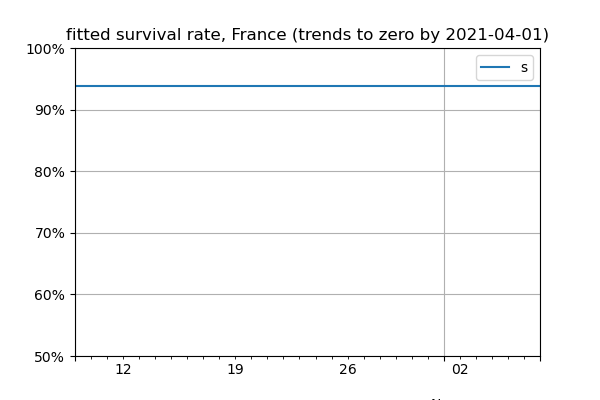 fitted survival rate, France (trends to zero by 2021-04-01)
s
100%
90%
80%
70%
60%
50%
12 19 26 02